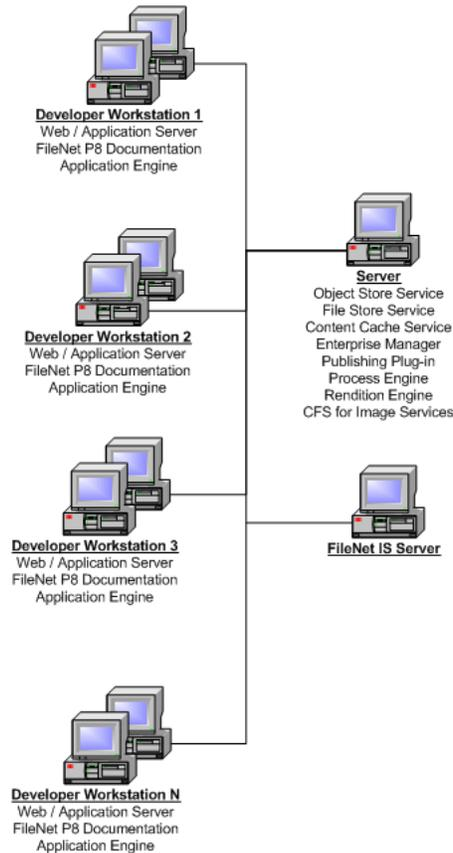 Developer Workstation 1
Web / Application Server
FileNet P8 Documentation
Application Engine
Server
Object Store Service
File Store Service
Content Cache Service
Enterprise Manager
Publishing Plug-in
Process Engine
Rendition Engine
CFS for Image Services
Developer Workstation 2
Web / Application Server
FileNet P8 Documentation
Application Engine
Developer Workstation 3
Web / Application Server
FileNet P8 Documentation
Application Engine
FileNet IS Server
Developer Workstation N
Web / Application Server
FileNet P8 Documentation
Application Engine